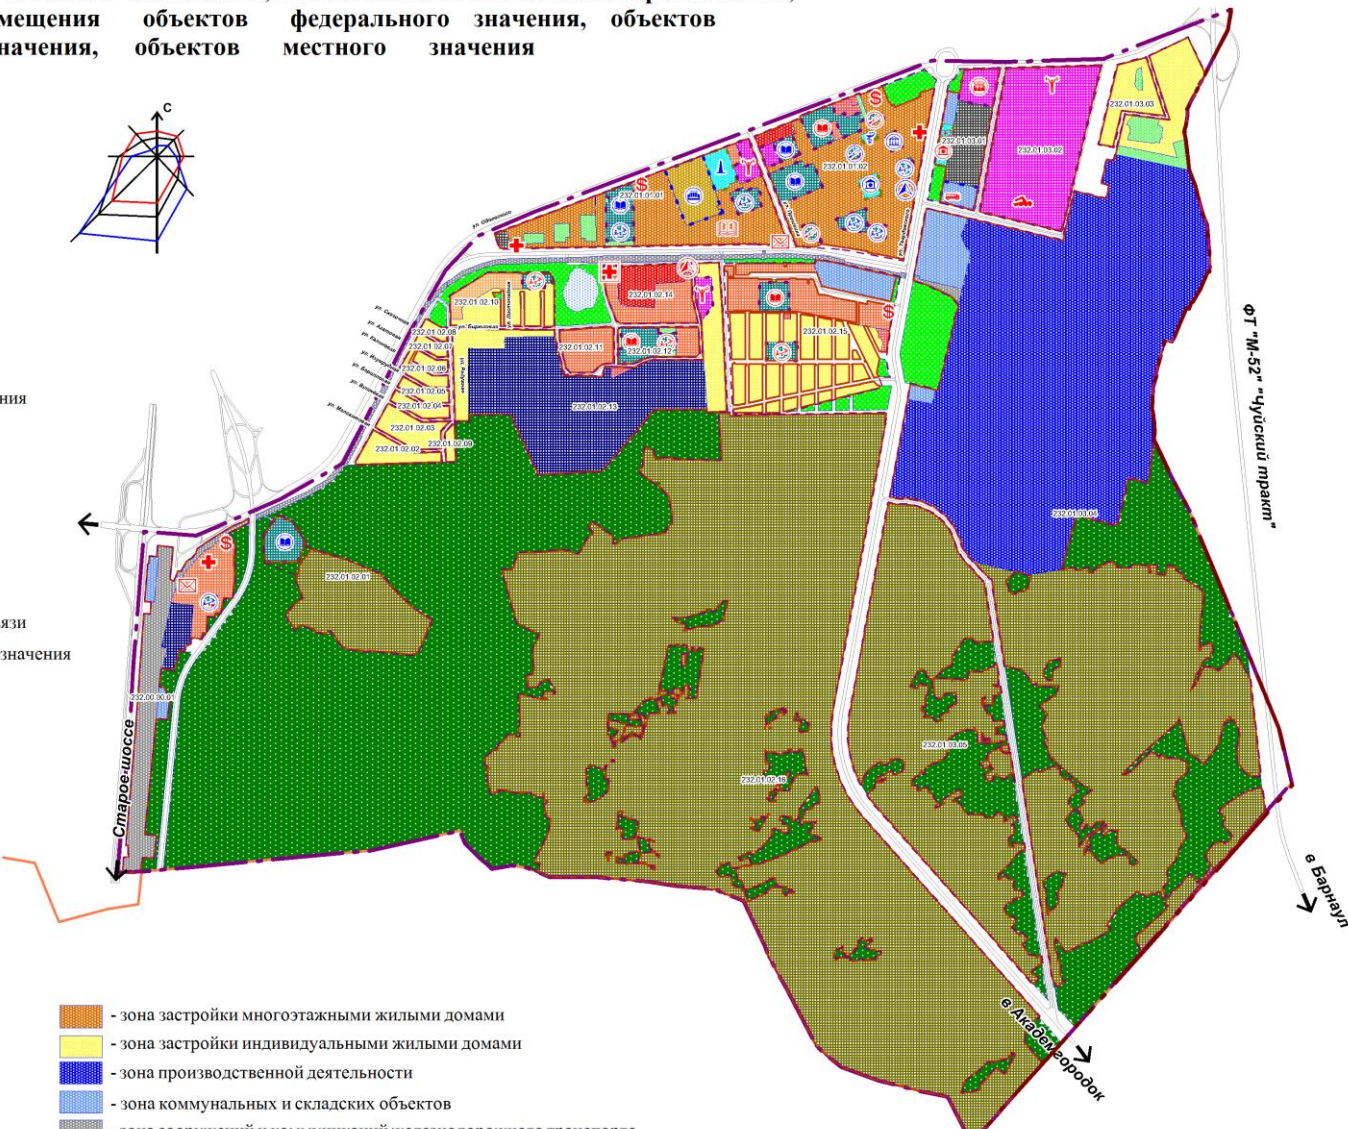 мещения объектов федерального значения, объектов
начения, объектов местного значения
С
232.01.03.03
232.01.03.01
232.01.03.02
232.01.01.02
232.01.01.01
ул. Одоевского
232.01.02.14
232.01.02.10
232.01.02.15
232.01.02.08
232.01.02.07
232.01.02.11
232.01.02.12
232.01.02.06
232.01.02.05
232.01.02.04
232.01.02.13
232.01.02.03
232.01.02.09
232.01.02.02
ФТ "М-52" "Чуйский тракт"
ния
232.01.03.04
232.01.02.01
язи
значения
232.00.00.01
232.01.03.05
232.01.02.16
Старое шоссе
в Барнаул
в Академгородок
- зона застройки многоэтажными жилыми домами
- зона застройки индивидуальными жилыми домами
- зона производственной деятельности
- зона коммунальных и складских объектов